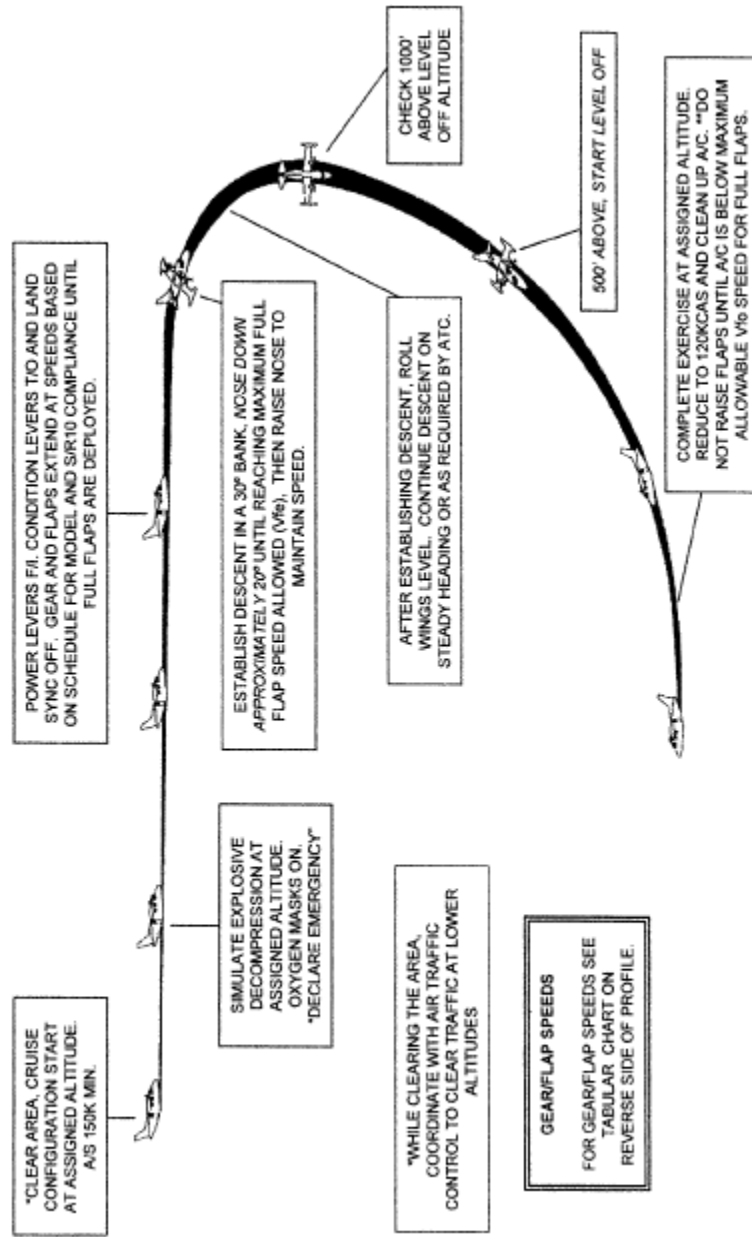 "CLEAR AREA, CRUISE
CONFIGURATION START
AT ASSIGNED ALTITUDE.
A/S 150K MIN.
SIMULATE EXPLOSIVE
DECOMPRESSION AT
ASSIGNED ALTITUDE.
OXYGEN MASKS ON.
"DECLARE EMERGENCY"
POWER LEVERS F/I. CONDITION LEVERS T/O AND LAND
SYNC OFF. GEAR AND FLAPS EXTEND AT SPEEDS BASED
ON SCHEDULE FOR MODEL AND S/R10 COMPLIANCE UNTIL
FULL FLAPS ARE DEPLOYED.
ESTABLISH DESCENT IN A 30° BANK, NOSE DOWN
APPROXIMATELY 20° UNTIL REACHING MAXIMUM FULL
FLAP SPEED ALLOWED (Vfe), THEN RAISE NOSE TO
MAINTAIN SPEED.
CHECK 1000'
ABOVE LEVEL
OFF ALTITUDE
AFTER ESTABLISHING DESCENT, ROLL
WINGS LEVEL. CONTINUE DESCENT ON
STEADY HEADING OR AS REQUIRED BY ATC.
500' ABOVE, START LEVEL OFF
COMPLETE EXERCISE AT ASSIGNED ALTITUDE.
REDUCE TO 120KCAS AND CLEAN UP A/C. "DO
NOT RAISE FLAPS UNTIL A/C IS BELOW MAXIMUM
ALLOWABLE Vfo SPEED FOR FULL FLAPS.
"WHILE CLEARING THE AREA,
COORDINATE WITH AIR TRAFFIC
CONTROL TO CLEAR TRAFFIC AT LOWER
ALTITUDES
GEAR/FLAP SPEEDS
FOR GEAR/FLAP SPEEDS SEE
TABULAR CHART ON
REVERSE SIDE OF PROFILE.